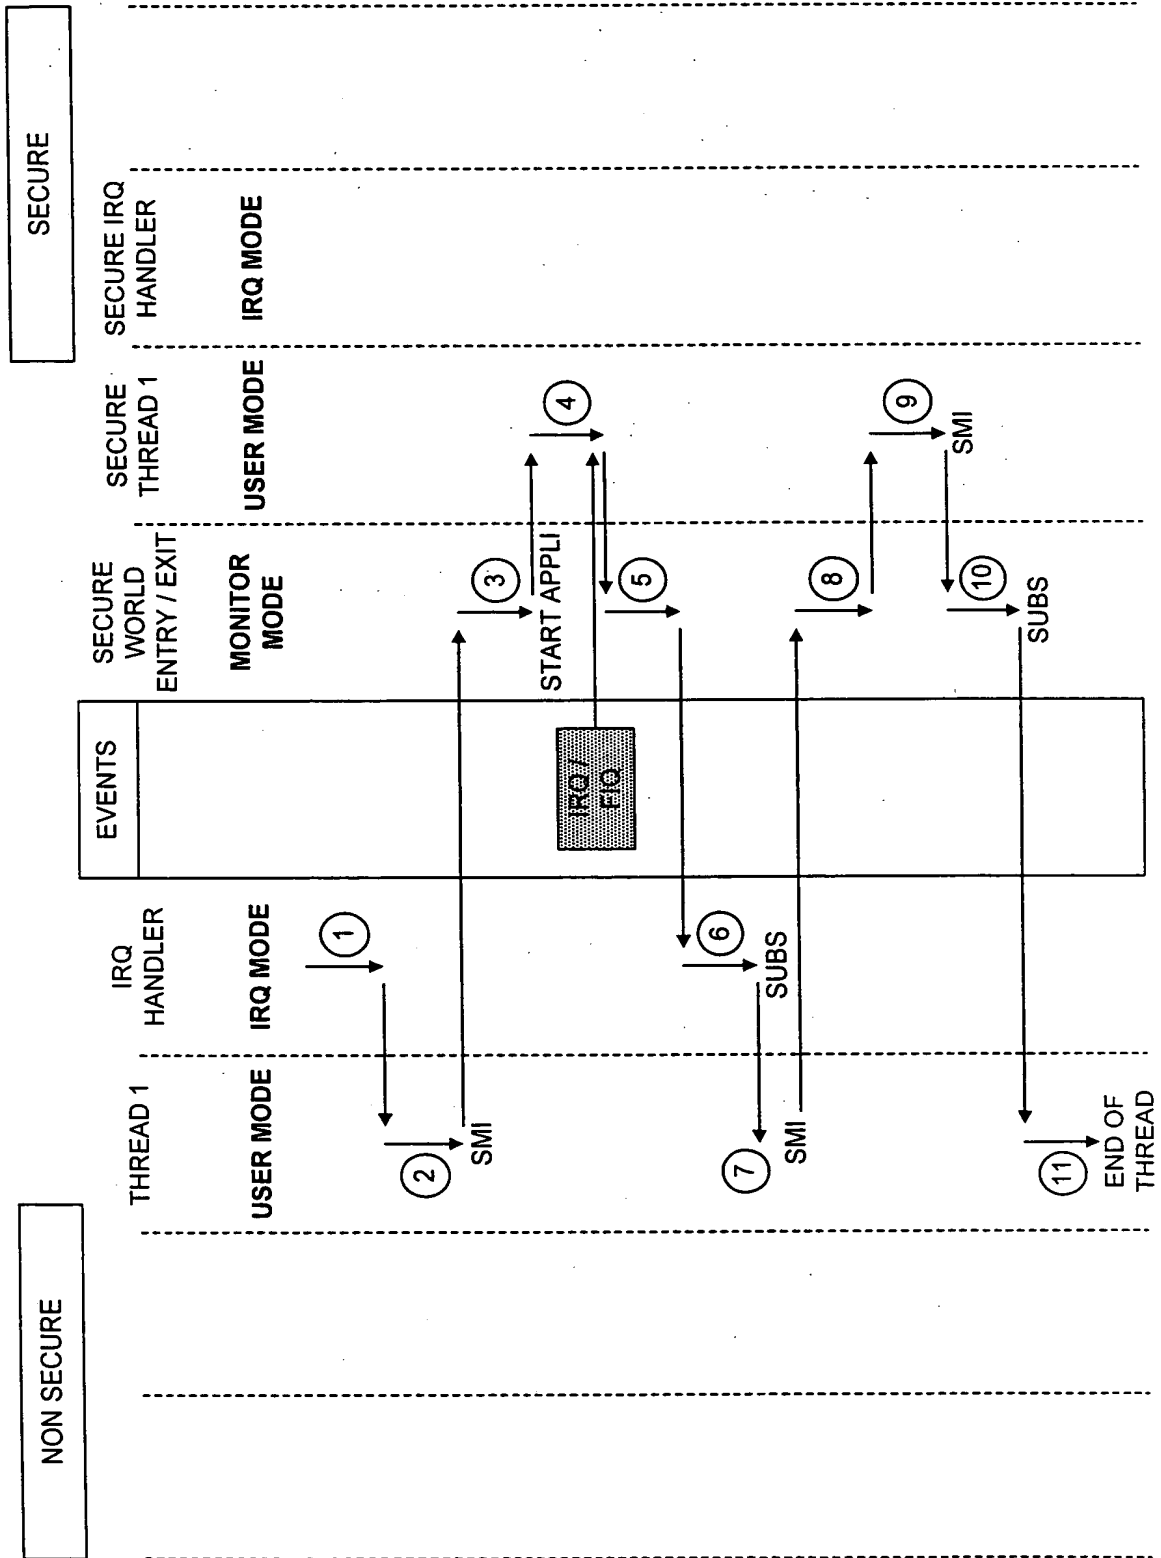 NON SECURE
SECURE
THREAD 1
USER MODE
IRQ
HANDLER
IRQ MODE
EVENTS
SECURE
WORLD
ENTRY / EXIT
MONITOR
MODE
SECURE
THREAD 1
USER MODE
SECURE IRQ
HANDLER
IRQ MODE
1
2
SMI
3
START APPLI
4
IRQ /
FIQ
5
6
SUBS
7
SMI
8
9
SMI
10
SUBS
11
END OF
THREAD